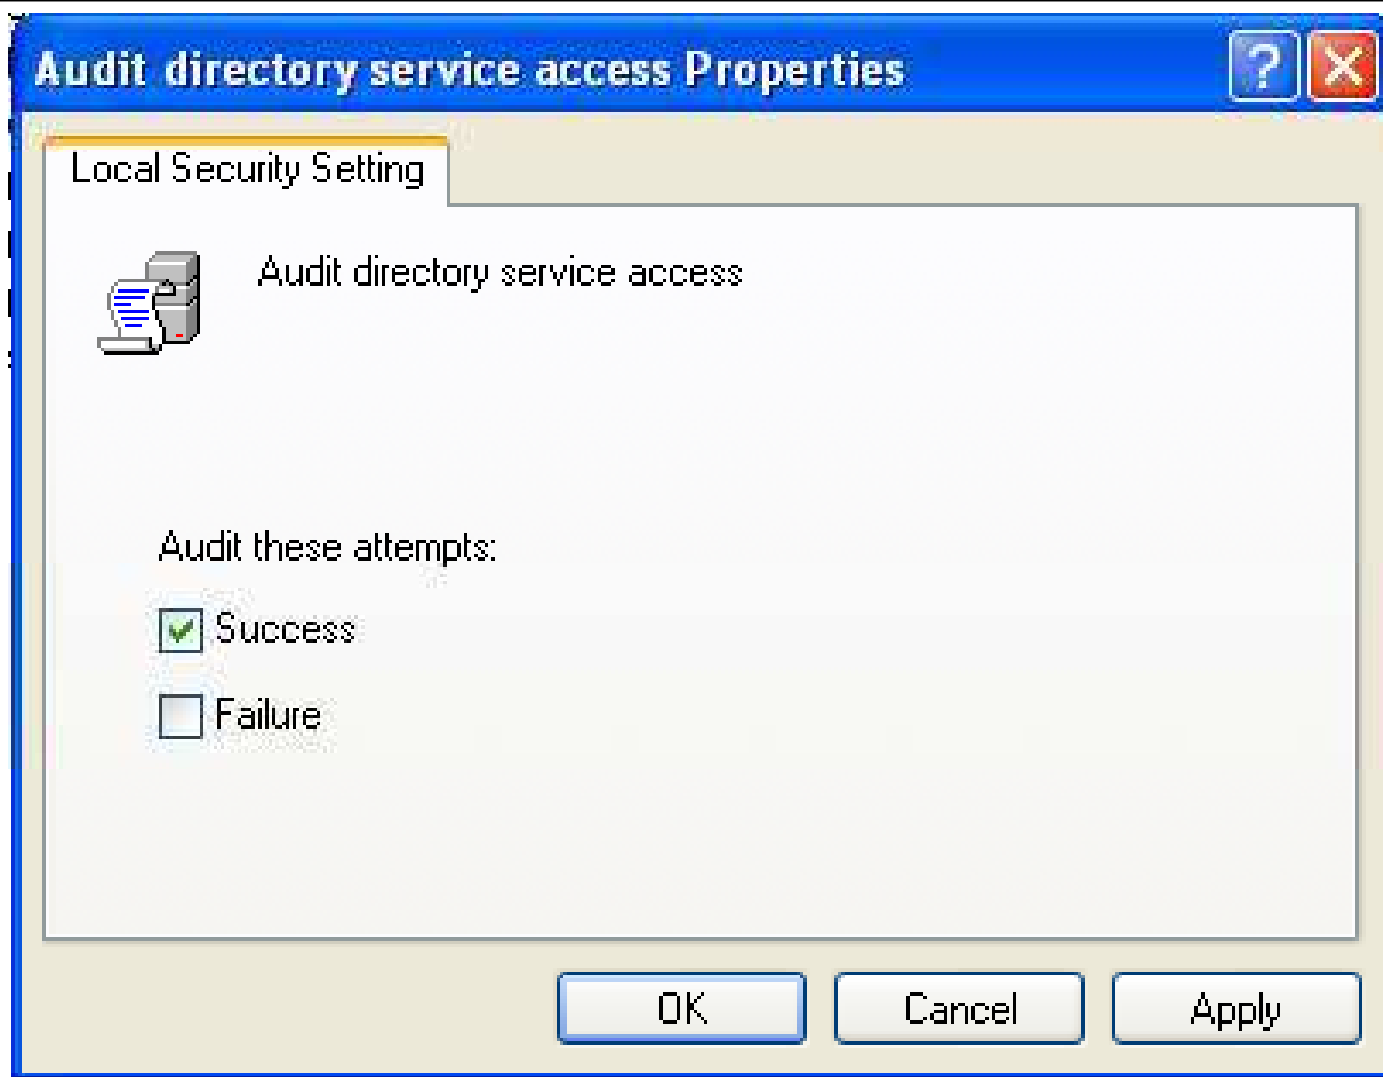 Audit directory service access Properties
?
Local Security Setting
Audit directory service access
Audit these attempts:
Success
Failure
OK Cancel Apply